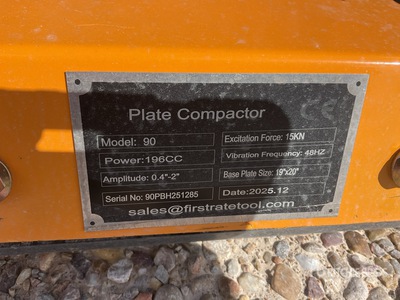 Plate Compactor
CE
Model: 90
Excitation Force: 15KN
Power:196CC
Vibration Frequency: 48HZ
Amplitude: 0.4"-2"
Base Plate Size: 19"x20"
Serial No: 90PBH251285
Date:2025.12
sales@firstratetool.com